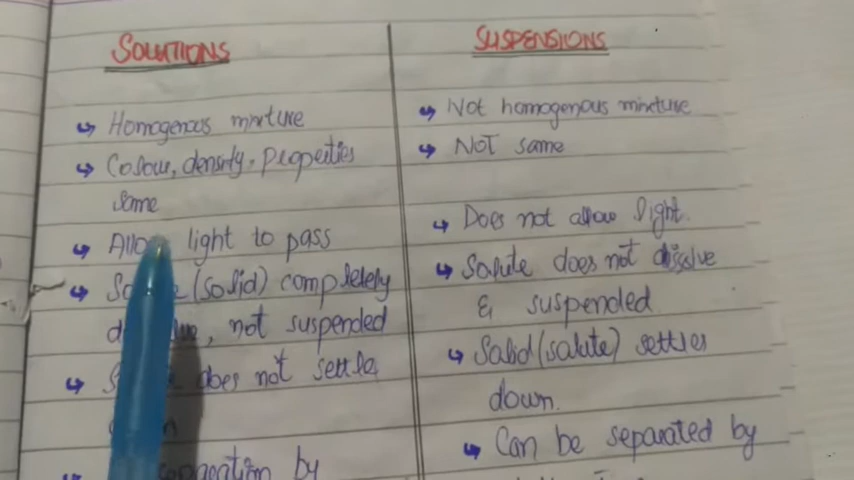 SOLUTIONS
Homogenous mixture
Colour, density, properties
same
light to pass
(solid) completely
not suspended
does not settle
by
SUSPENSIONS
Not homogenous mixture
NOT same
Does not allow light.
Solute does not dissolve
& suspended
Solid (solute) settles
down.
Can be separated by